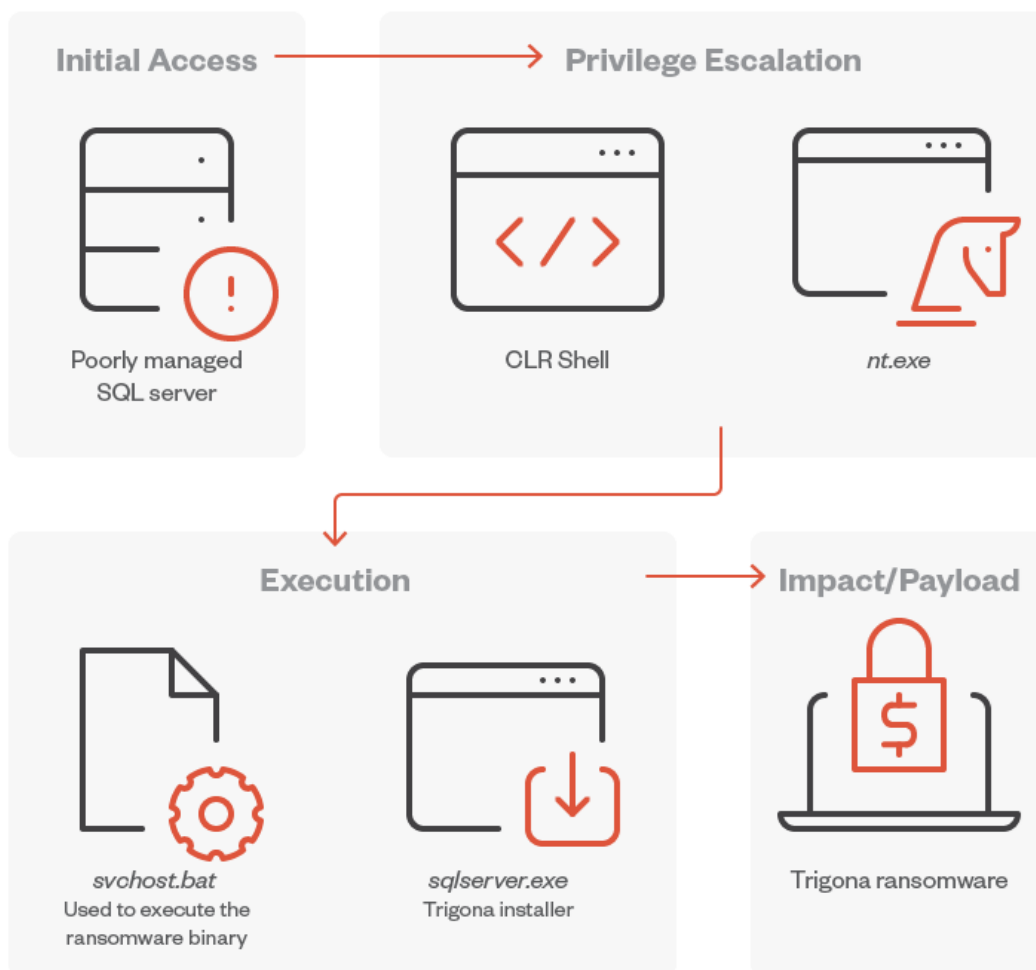 Initial Access
Privilege Escalation
Poorly managed
SQL server
CLR Shell
nt.exe
Execution
Impact/Payload
svchost.bat
Used to execute the
ransomware binary
sqlserver.exe
Trigona installer
Trigona ransomware